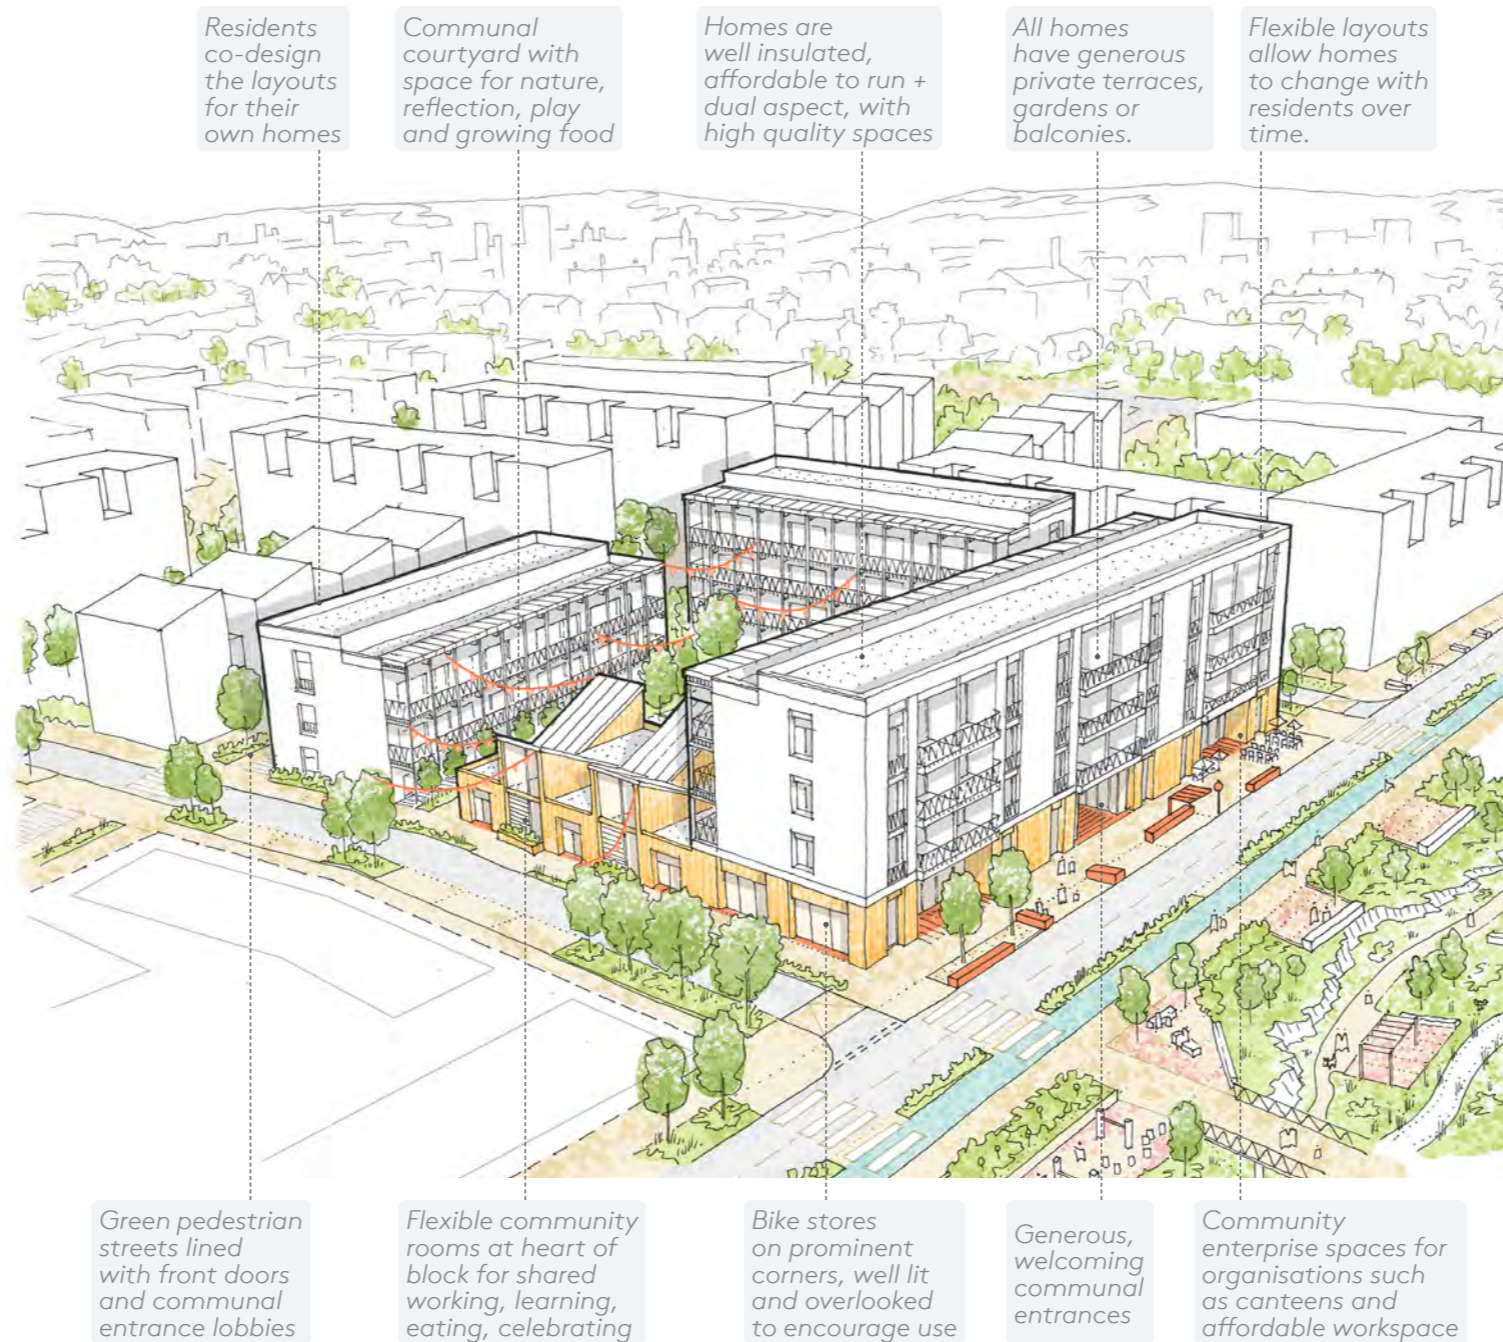 Residents
co-design
the layouts
for their
own homes
Communal
courtyard with
space for nature,
reflection, play
and growing food
Homes are
well insulated,
affordable to run +
dual aspect, with
high quality spaces
All homes
have generous
private terraces,
gardens or
balconies.
Flexible layouts
allow homes
to change with
residents over
time.
Green pedestrian
streets lined
with front doors
and communal
entrance lobbies
Flexible community
rooms at heart of
block for shared
working, learning,
eating, celebrating
Bike stores
on prominent
corners, well lit
and overlooked
to encourage use
Generous,
welcoming
communal
entrances
Community
enterprise spaces for
organisations such
as canteens and
affordable workspace